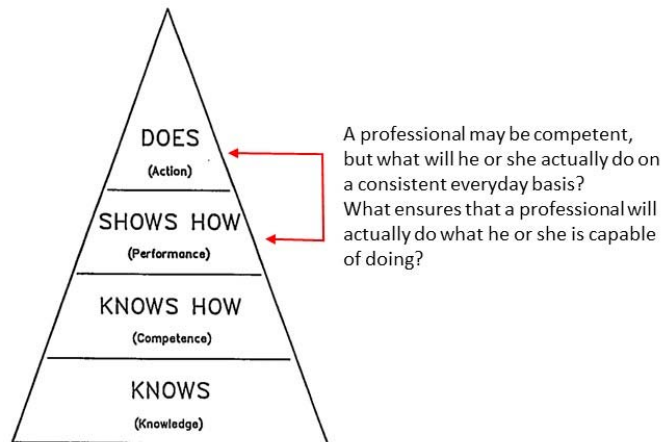 DOES
(Action)
SHOWS HOW
(Performance)
KNOWS HOW
(Competence)
KNOWS
(Knowledge)
A professional may be competent,
but what will he or she actually do on
a consistent everyday basis?
What ensures that a professional will
actually do what he or she is capable
of doing?